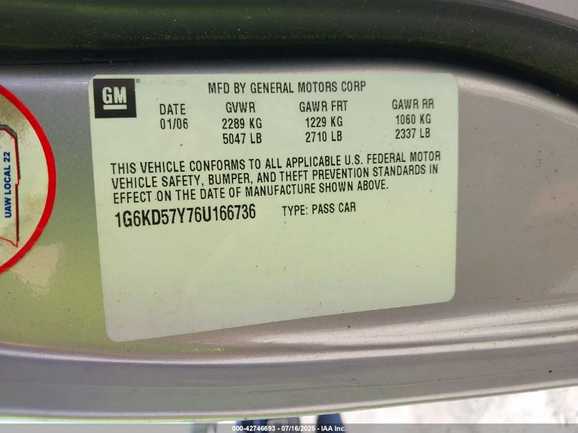 GM
MFD BY GENERAL MOTORS CORP
DATE GVWR GAWR FRT GAWR RR
01/06 2289 KG 1229 KG 1060 KG
5047 LB 2710 LB 2337 LB
THIS VEHICLE CONFORMS TO ALL APPLICABLE U.S. FEDERAL MOTOR
VEHICLE SAFETY, BUMPER, AND THEFT PREVENTION STANDARDS IN
EFFECT ON THE DATE OF MANUFACTURE SHOWN ABOVE.
1G6KD57Y76U166736 TYPE: PASS CAR
UAW LOCAL 22
000-42746693 - 07/16/2025 - IAA Inc.